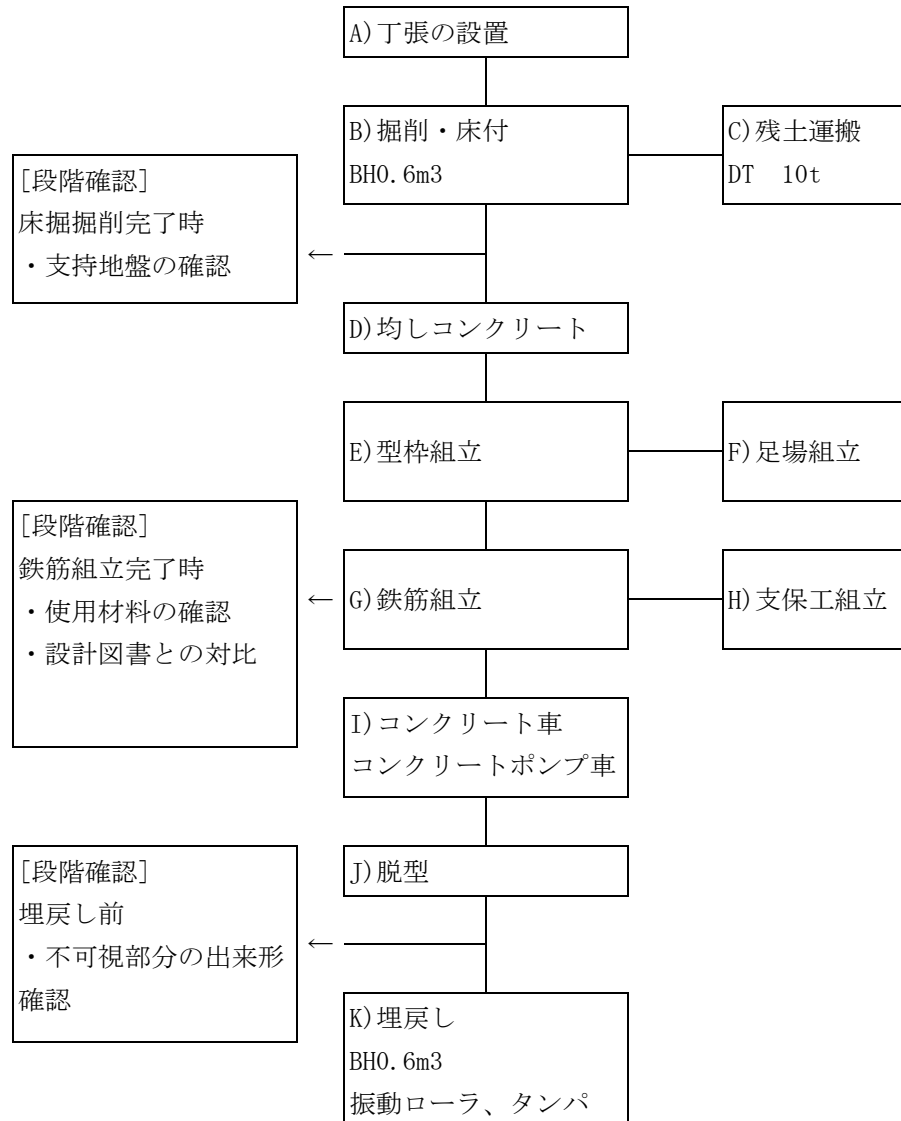 A)丁張の設置
B)掘削・床付
BH0.6m3
C)残土運搬
DT 10t
[段階確認]
床掘掘削完了時
・支持地盤の確認
←
D)均しコンクリート
E)型枠組立
F)足場組立
[段階確認]
鉄筋組立完了時
・使用材料の確認
・設計図書との対比
←
G)鉄筋組立
H)支保工組立
I)コンクリート車
コンクリートポンプ車
J)脱型
[段階確認]
埋戻し前
・不可視部分の出来形
確認
←
K)埋戻し
BH0.6m3
振動ローラ、タンパ